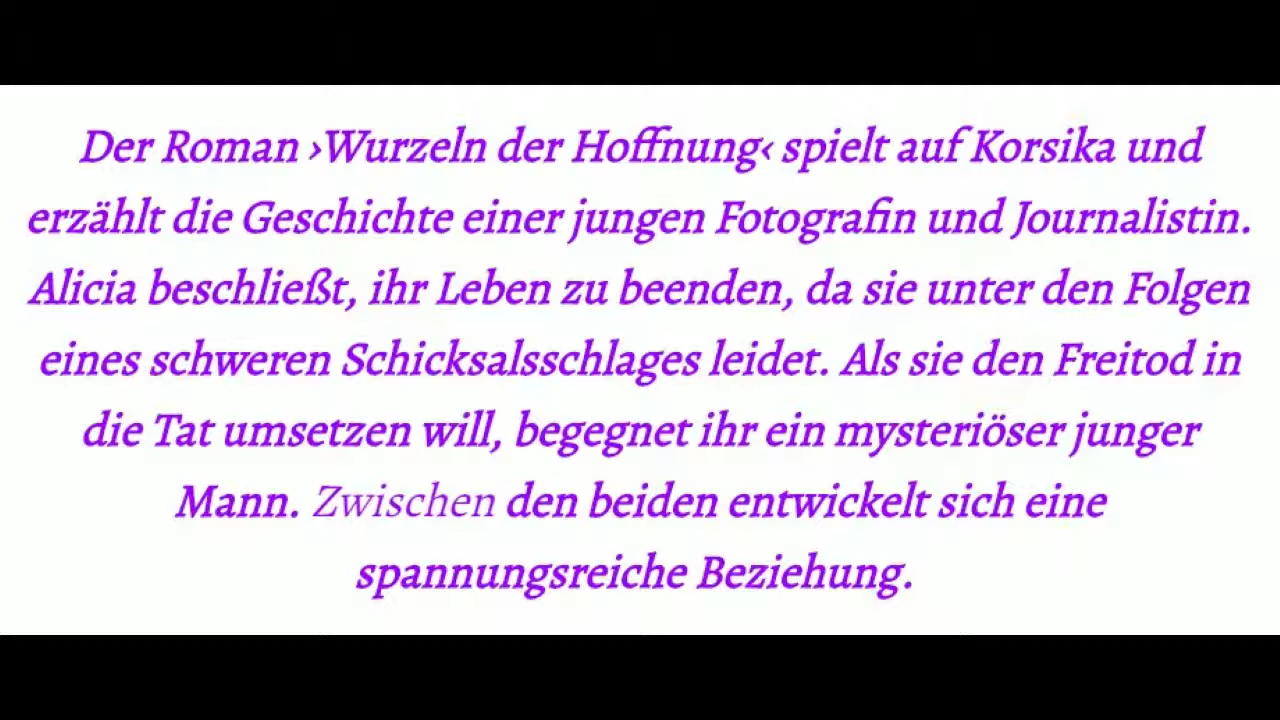 Der Roman ›Wurzeln der Hoffnung‹ spielt auf Korsika und
erzählt die Geschichte einer jungen Fotografin und Journalistin.
Alicia beschließt, ihr Leben zu beenden, da sie unter den Folgen
eines schweren Schicksalsschlages leidet. Als sie den Freitod in
die Tat umsetzen will, begegnet ihr ein mysteriöser junger
Mann. Zwischen den beiden entwickelt sich eine
spannungsreiche Beziehung.